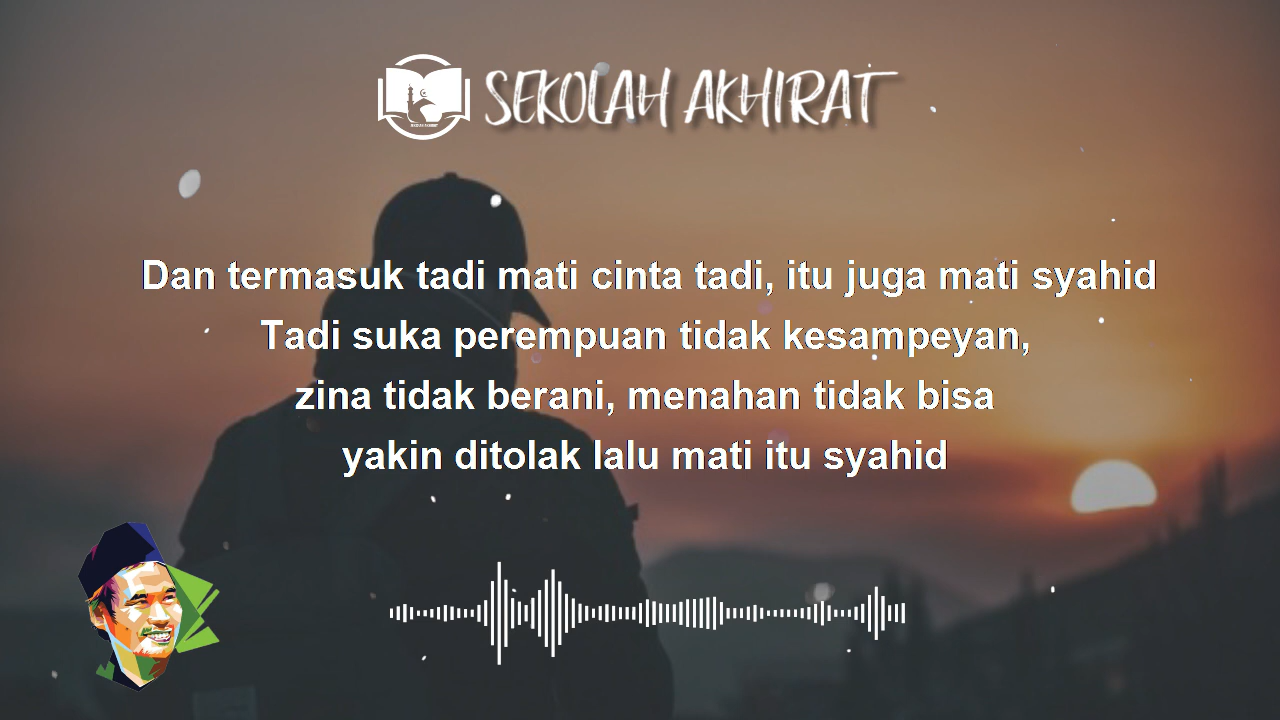 SEKOLAH AKHIRAT
Dan termasuk tadi mati cinta tadi, itu juga mati syahid
Tadi suka perempuan tidak kesampeyan,
zina tidak berani, menahan tidak bisa
yakin ditolak lalu mati itu syahid